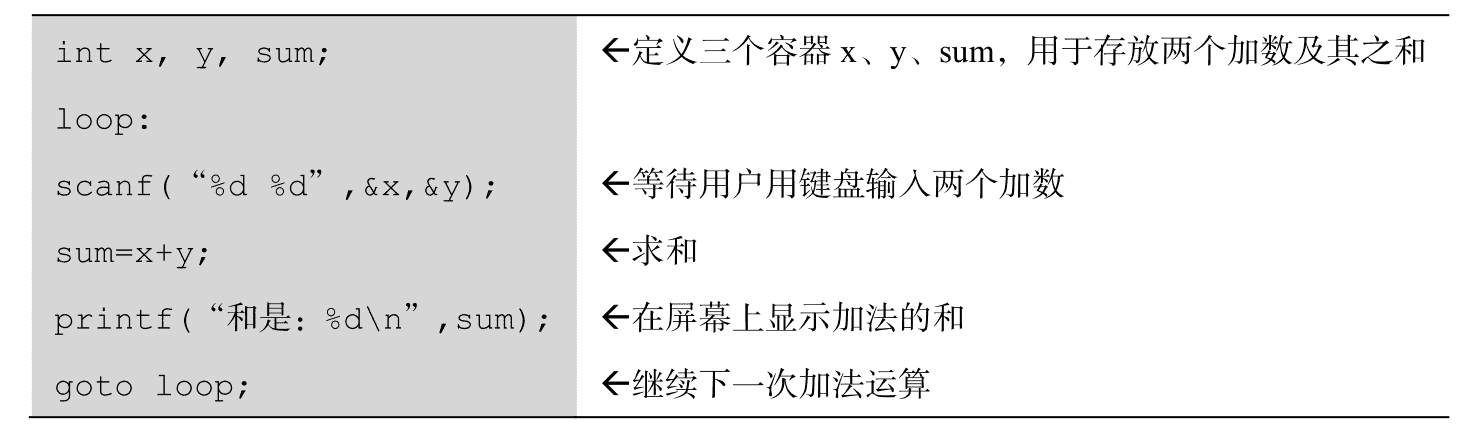 int x, y, sum; ←定义三个容器 x、y、sum，用于存放两个加数及其之和
loop:
scanf(“%d %d”,&x,&y); ←等待用户用键盘输入两个加数
sum=x+y; ←求和
printf(“和是：%d\n”,sum); ←在屏幕上显示加法的和
goto loop; ←继续下一次加法运算